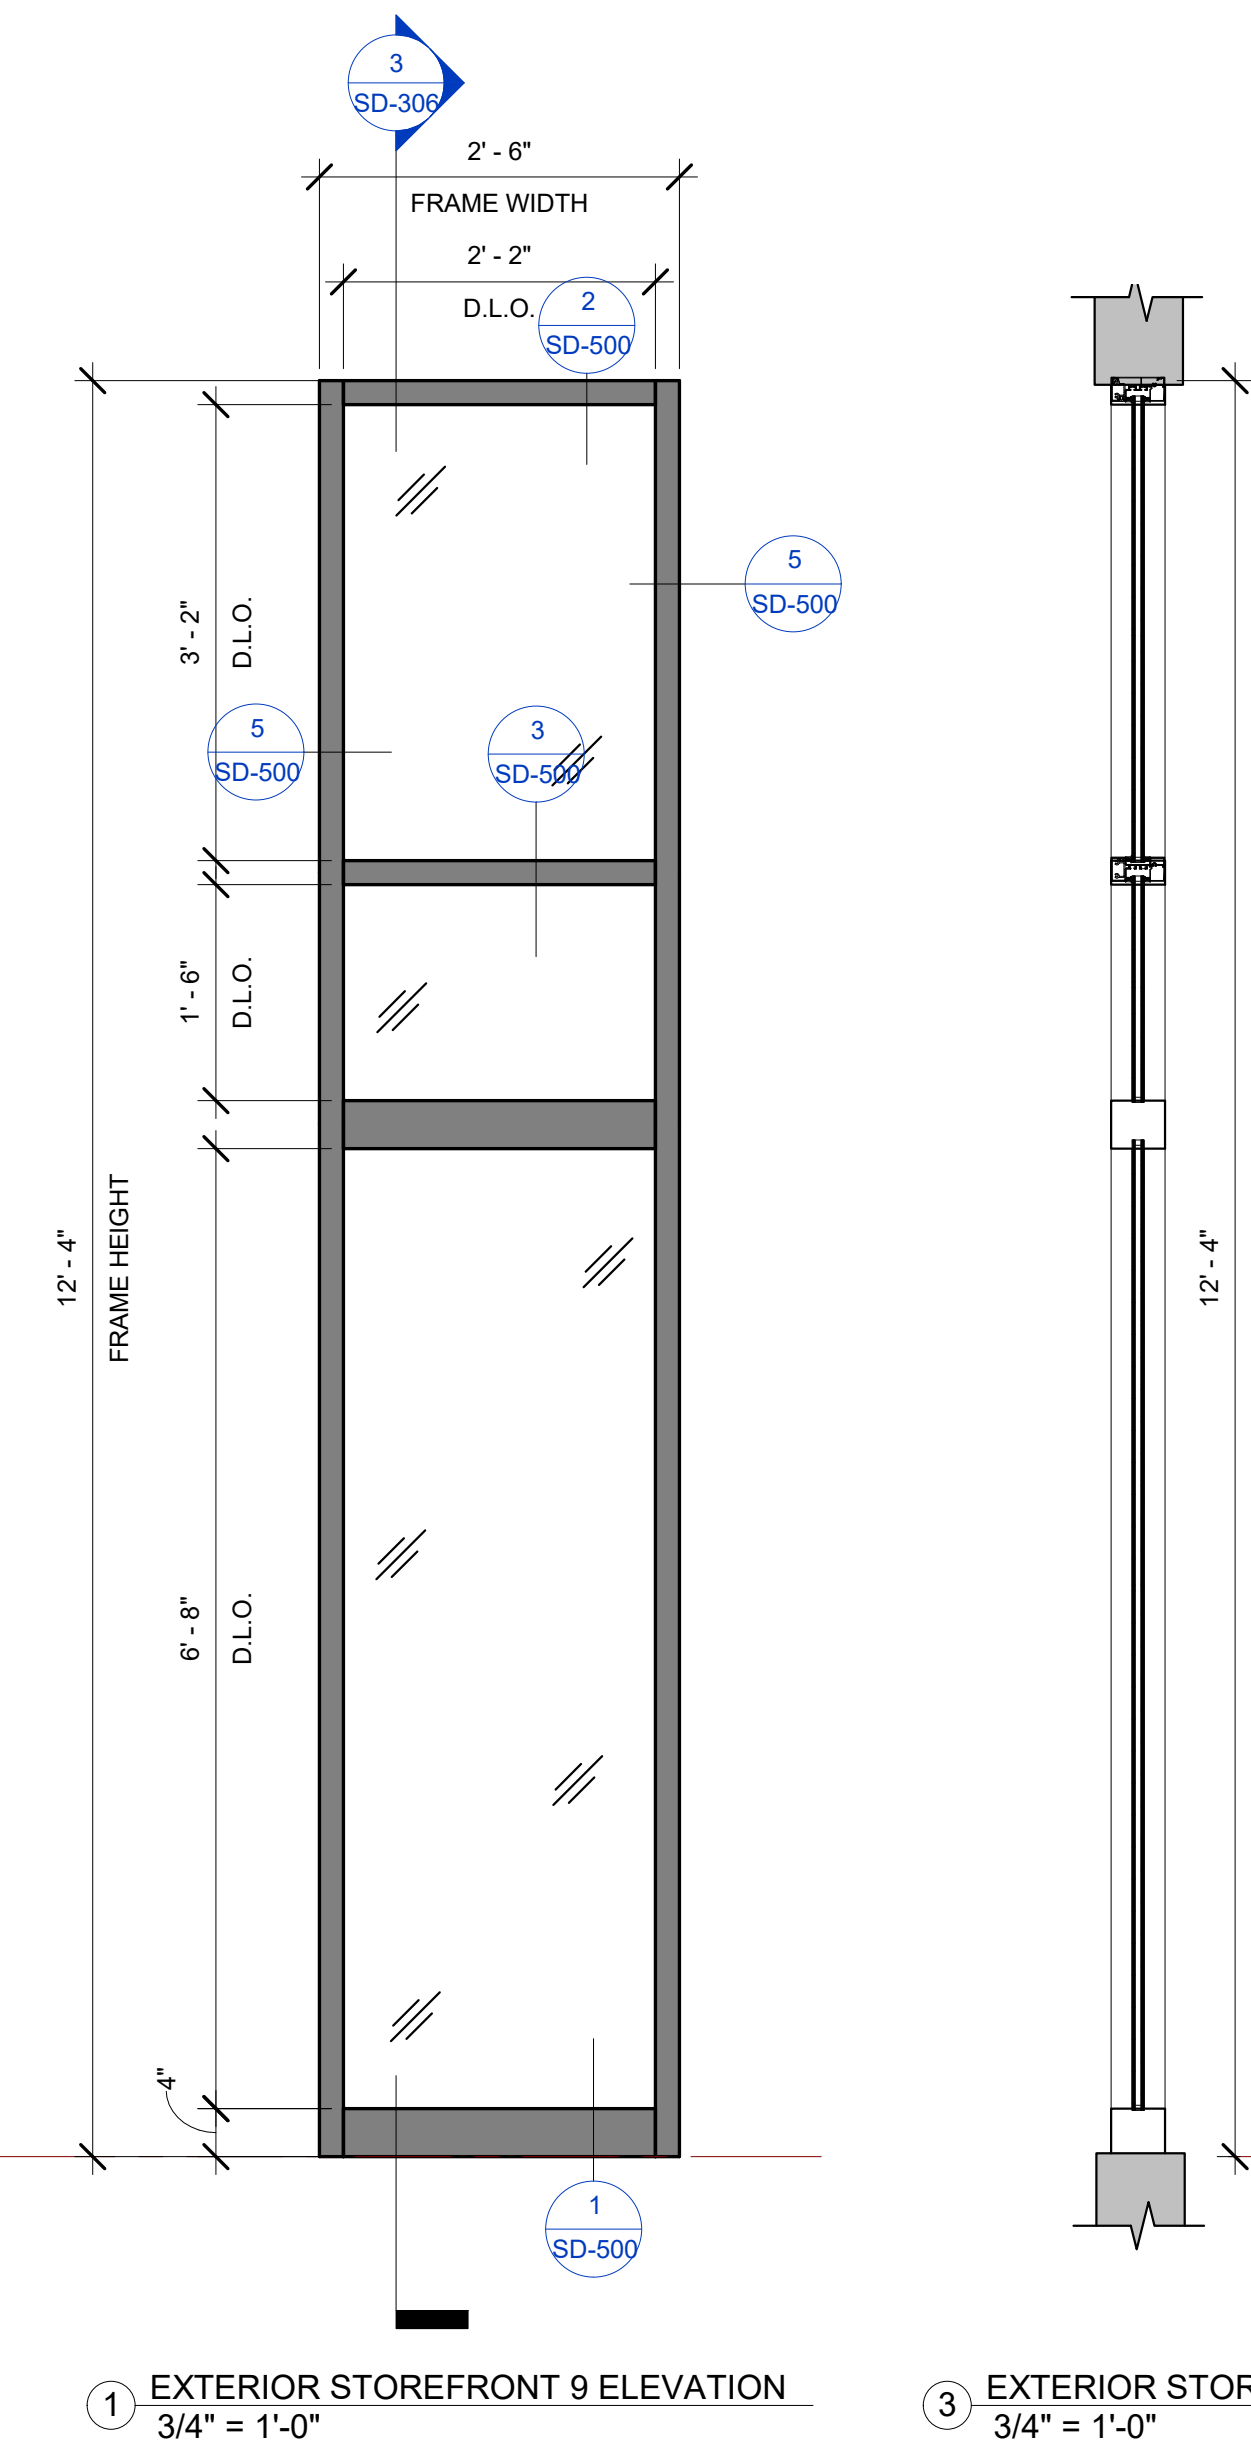 3
SD-306
2' - 6"
FRAME WIDTH
2' - 2"
D.L.O.
2
SD-500
5
SD-500
3' - 2"
D.L.O.
5
SD-500
3
SD-500
1' - 6"
D.L.O.
12' - 4"
FRAME HEIGHT
12' - 4"
6' - 8"
D.L.O.
4"
1
SD-500
1 EXTERIOR STOREFRONT 9 ELEVATION
3/4" = 1'-0"
3 EXTERIOR STOR
3/4" = 1'-0"